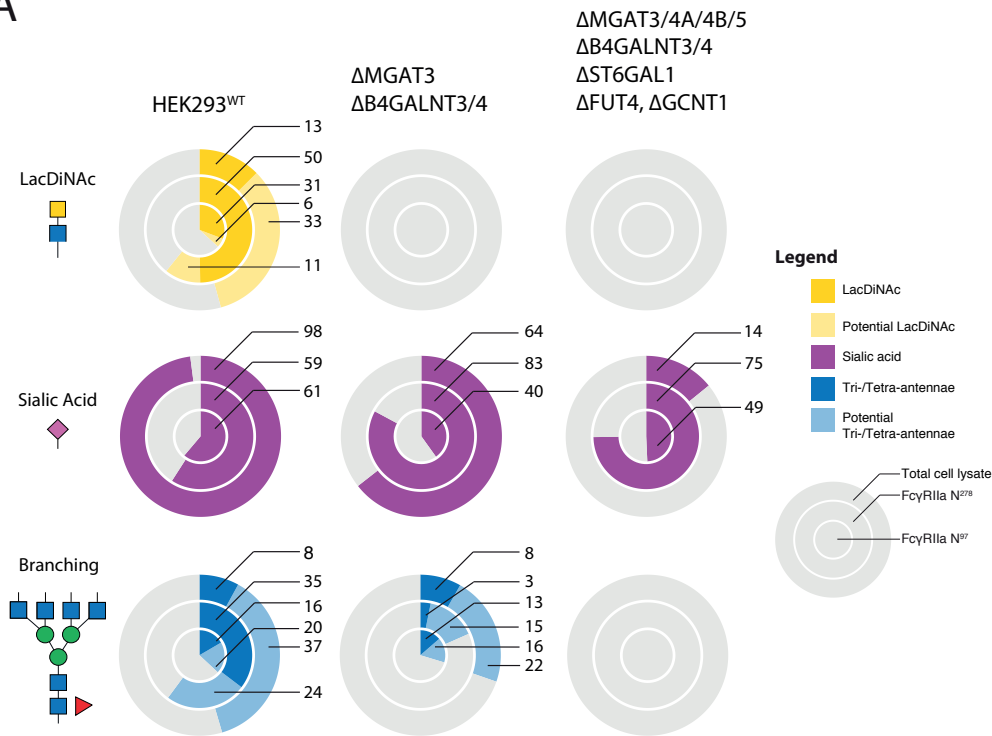 A
HEK293ᵂᵀ
ΔMGAT3
ΔB4GALNT3/4
ΔMGAT3/4A/4B/5
ΔB4GALNT3/4
ΔST6GAL1
ΔFUT4, ΔGCNT1
LacDiNAc
13
50
31
6
33
11
Sialic Acid
98
59
61
64
83
40
14
75
49
Branching
8
35
16
20
37
24
8
3
13
15
16
22
Legend
LacDiNAc
Potential LacDiNAc
Sialic acid
Tri-/Tetra-antennae
Potential
Tri-/Tetra-antennae
Total cell lysate
FcγRIIa N²⁷⁸
FcγRIIa N⁹⁷